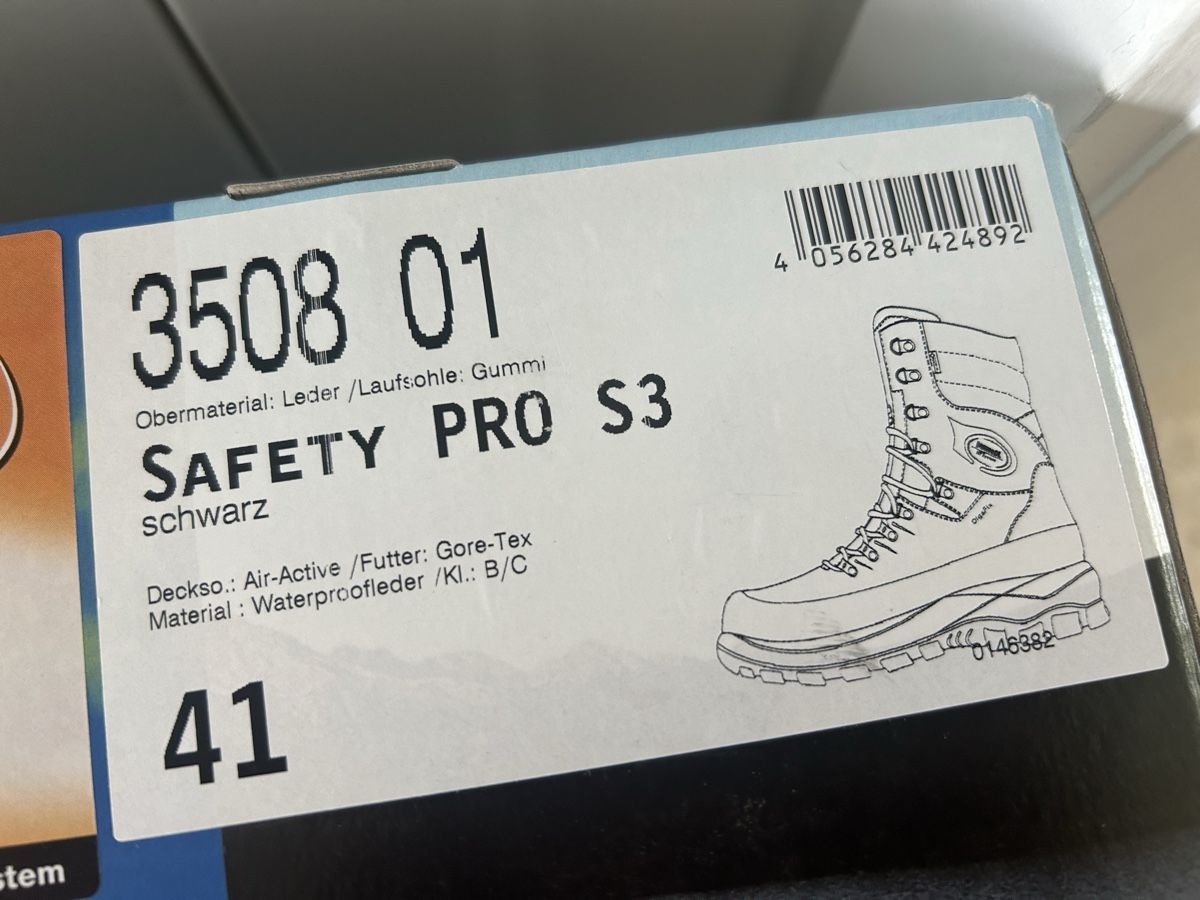 3508 01
4 056284 424892
Obermaterial: Leder /Laufsohle: Gummi
SAFETY PRO S3
schwarz
Deckso.: Air-Active /Futter: Gore-Tex
Material : Waterproofleder /Kl.: B/C
DigaFix
0146382
41
stem